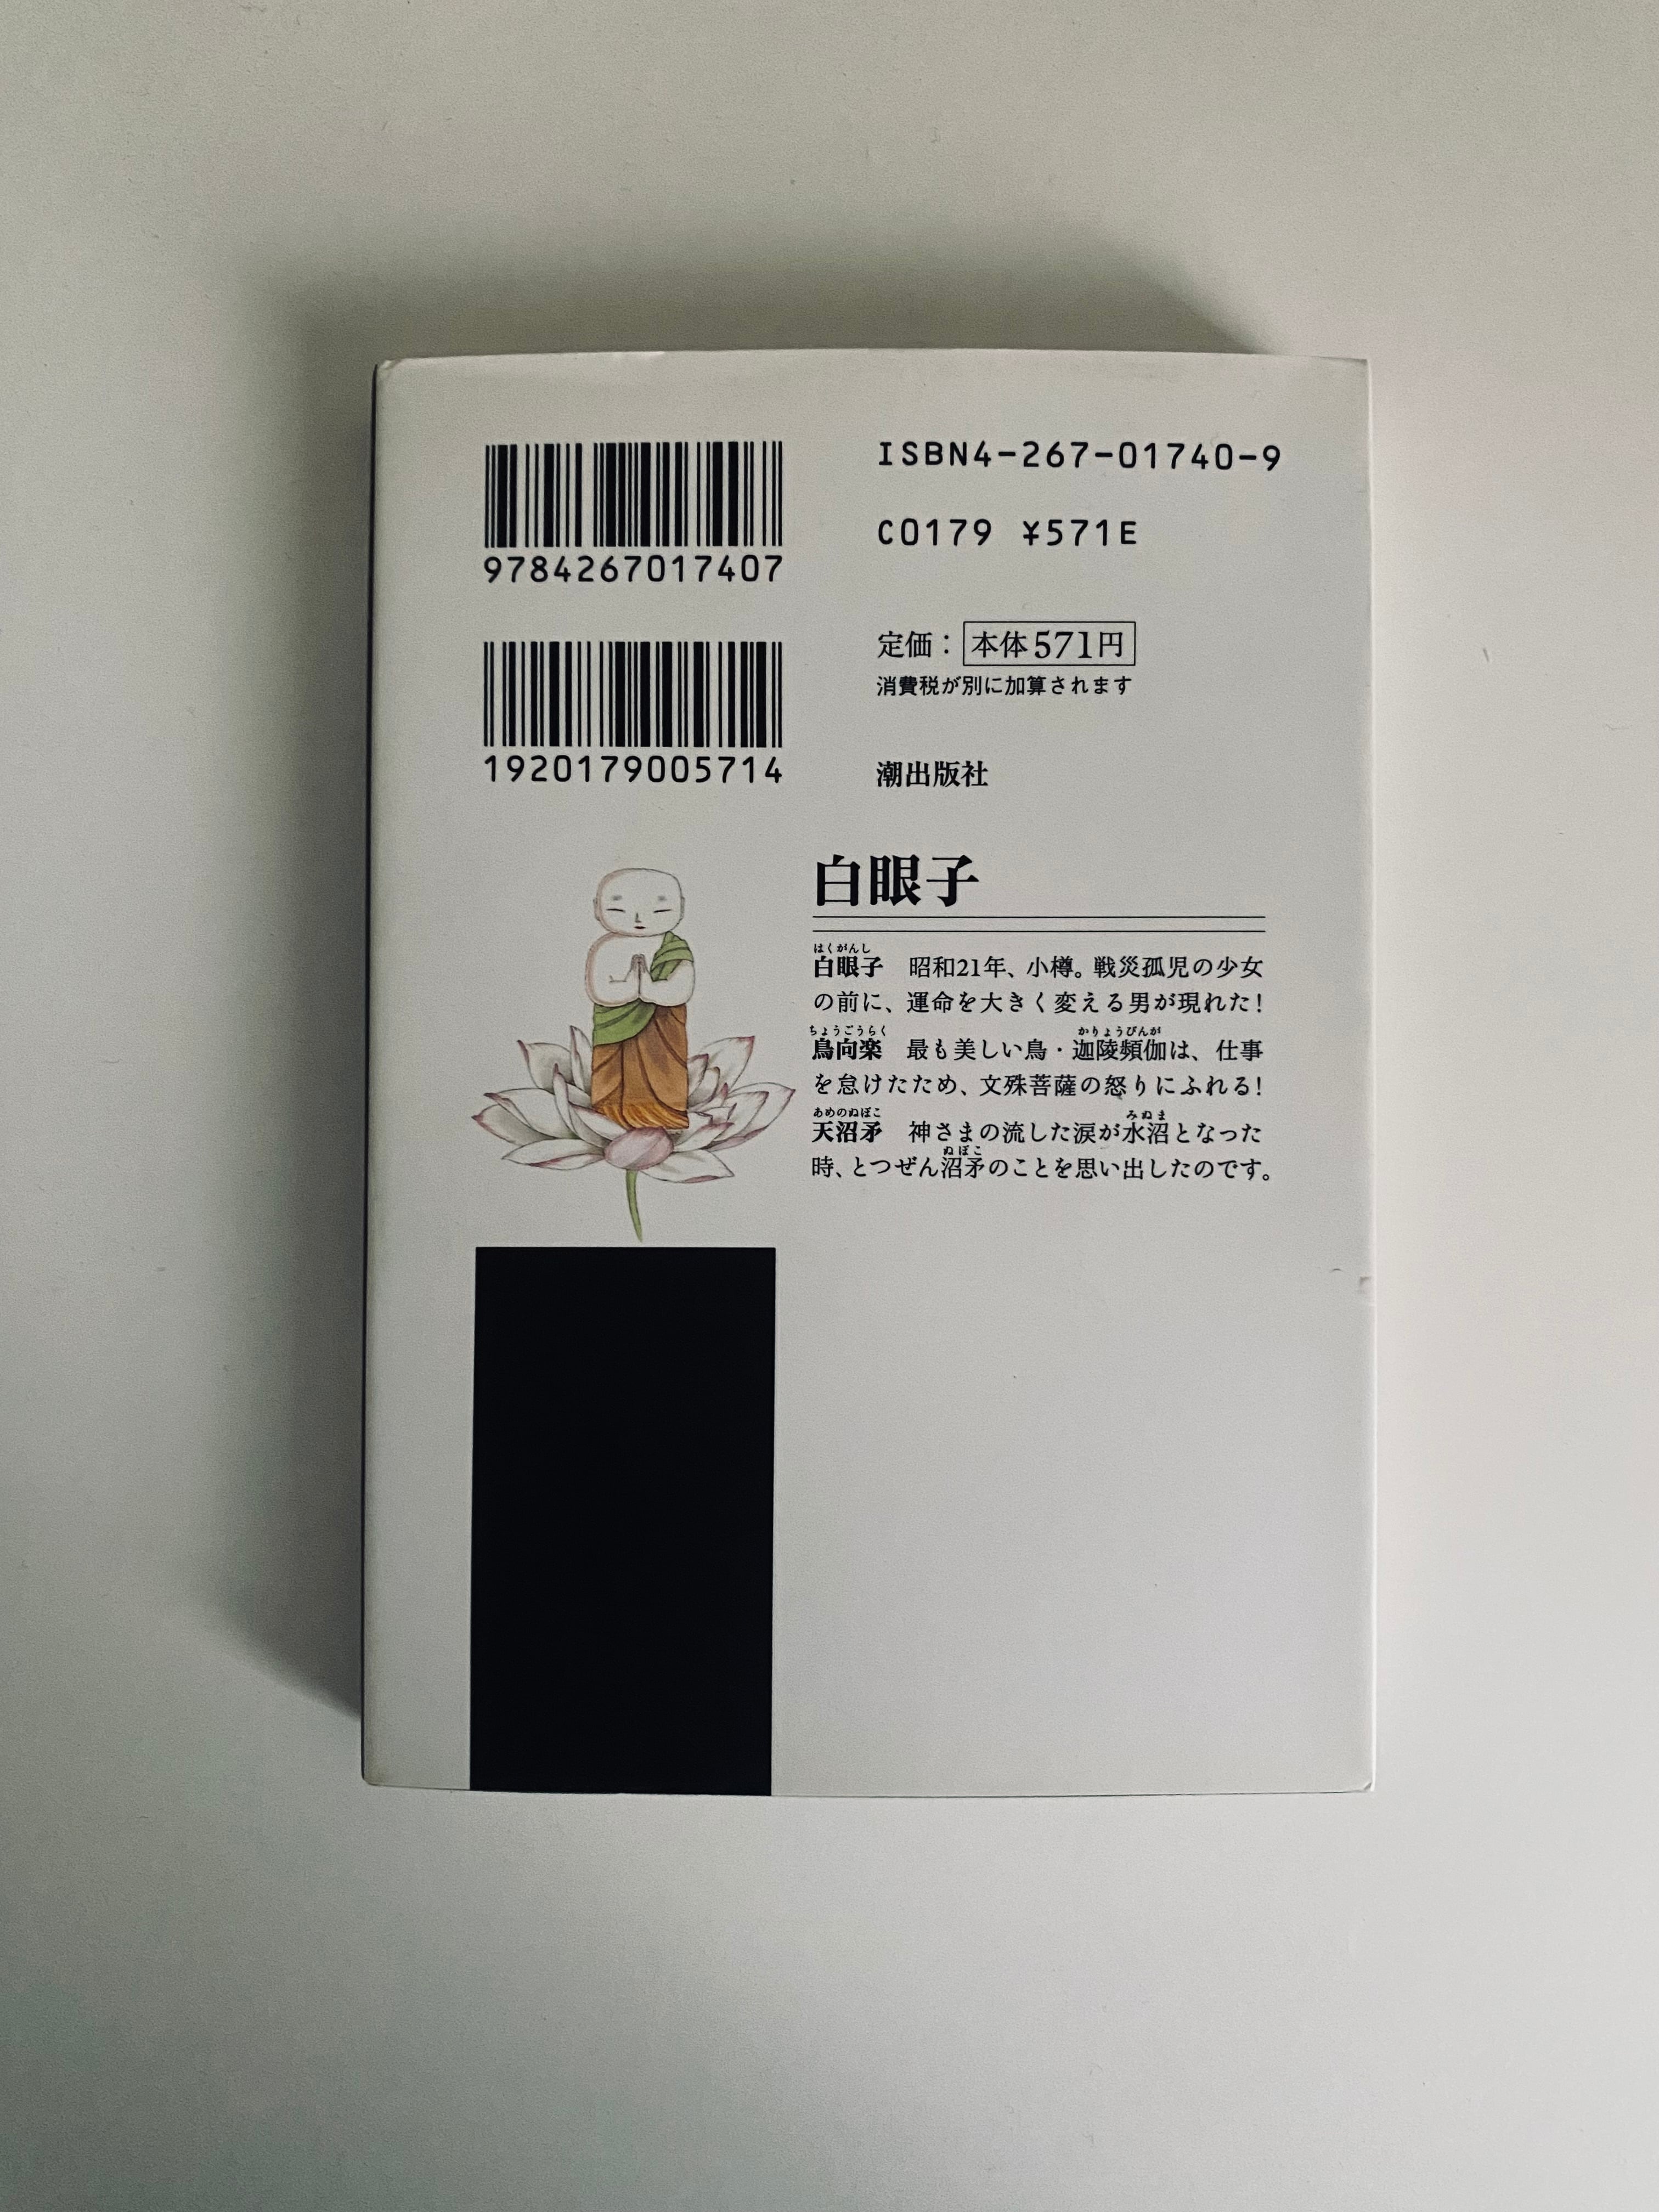 9784267017407
1920179005714
ISBN4-267-01740-9
C0179 ¥571E
定価：本体571円
消費税が別に加算されます
潮出版社
白眼子
はくがんし
白眼子 昭和21年、小樽。戦災孤児の少女
の前に、運命を大きく変える男が現れた！
ちょうごうらく かりょうびんが
鳥向楽 最も美しい鳥・迦陵頻伽は、仕事
を怠けたため、文殊菩薩の怒りにふれる！
あめのぬぼこ みぬま
天沼矛 神さまの流した涙が水沼となった
ぬぼこ
時、とつぜん沼矛のことを思い出したのです。